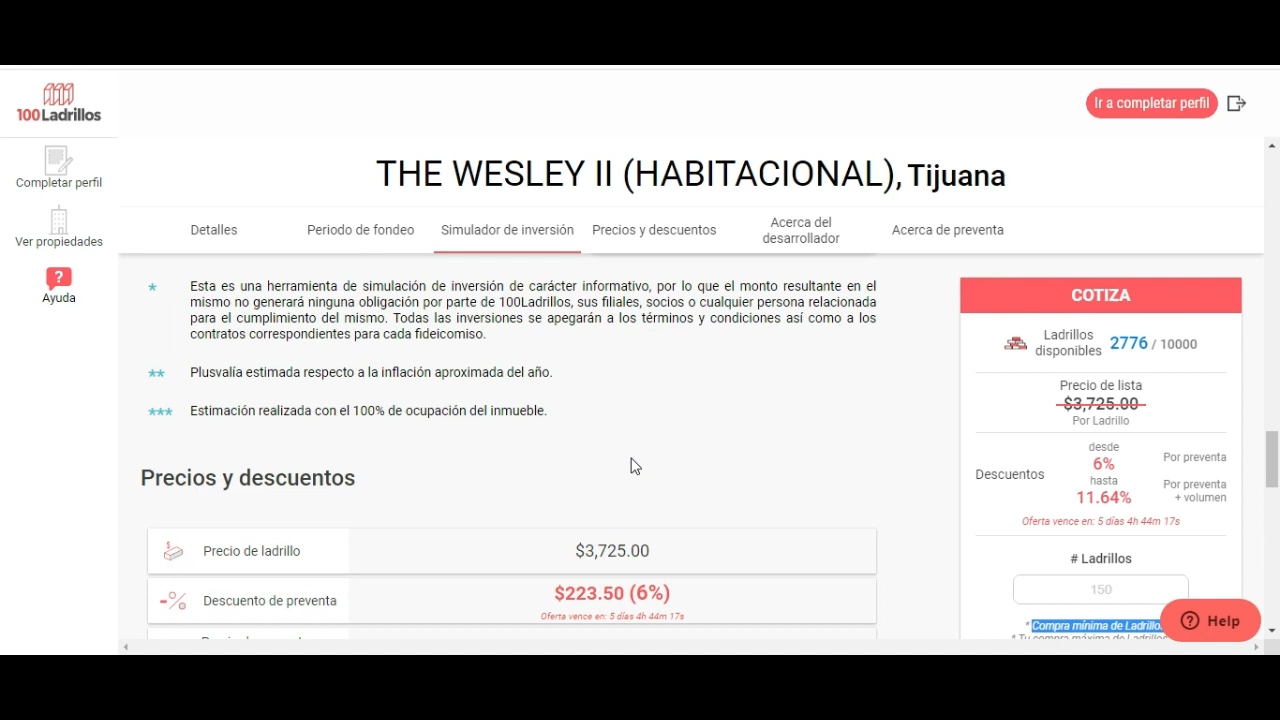 100Ladrillos
Ir a completar perfil
Completar perfil
Ver propiedades
?
Ayuda
THE WESLEY II (HABITACIONAL), Tijuana
Detalles
Periodo de fondeo
Simulador de inversión
Precios y descuentos
Acerca del
desarrollador
Acerca de preventa
* Esta es una herramienta de simulación de inversión de carácter informativo, por lo que el monto resultante en el
mismo no generará ninguna obligación por parte de 100Ladrillos, sus filiales, socios o cualquier persona relacionada
para el cumplimiento del mismo. Todas las inversiones se apegarán a los términos y condiciones así como a los
contratos correspondientes para cada fideicomiso.
** Plusvalía estimada respecto a la inflación aproximada del año.
*** Estimación realizada con el 100% de ocupación del inmueble.
Precios y descuentos
Precio de ladrillo $3,725.00
Descuento de preventa $223.50 (6%)
Oferta vence en: 5 días 4h 44m 17s
COTIZA
Ladrillos
disponibles 2776 / 10000
Precio de lista
$3,725.00
Por Ladrillo
Descuentos
desde
6% Por preventa
hasta
11.64% Por preventa
+ volumen
Oferta vence en: 5 días 4h 44m 17s
# Ladrillos
150
* Compra mínima de Ladrillo
* Tu compra máxima de Ladrillos
? Help